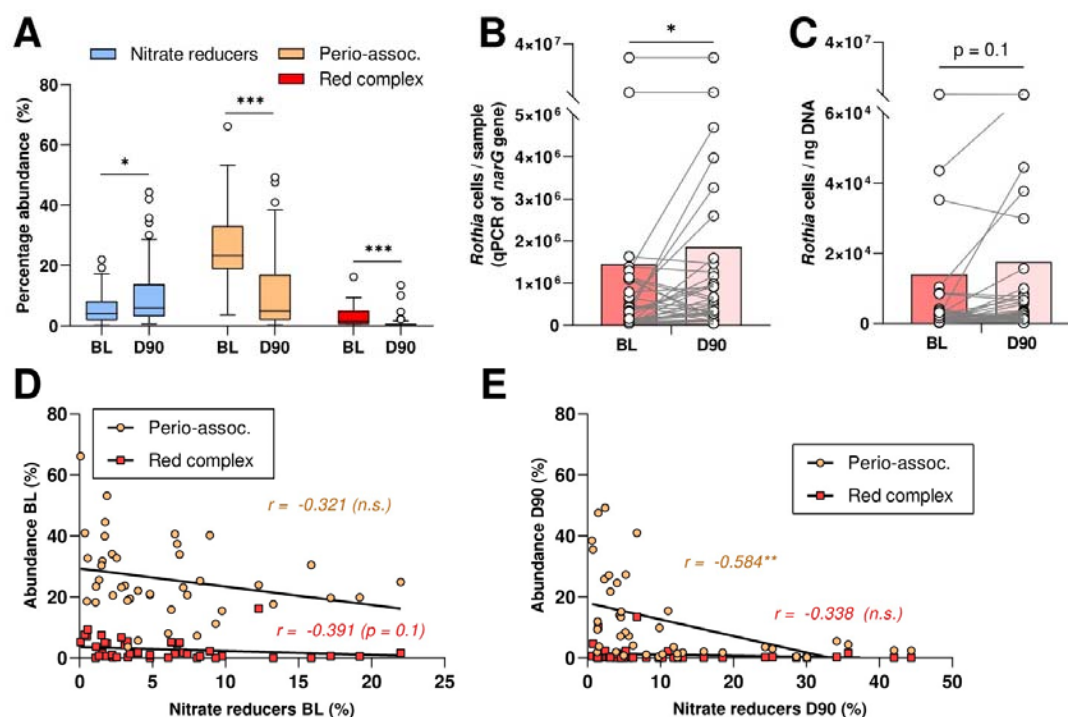 A
Nitrate reducers
Perio-assoc.
Red complex
Percentage abundance (%)
80
60
40
20
0
*
***
***
BL
D90
BL
D90
BL
D90
B
Rothia cells / sample
(qPCR of narG gene)
4×10⁷
5×10⁶
4×10⁶
3×10⁶
2×10⁶
1×10⁶
0
*
BL
D90
C
Rothia cells / ng DNA
4×10⁷
6×10⁴
4×10⁴
2×10⁴
0
p = 0.1
BL
D90
D
Perio-assoc.
Red complex
Abundance BL (%)
80
60
40
20
0
r = -0.321 (n.s.)
r = -0.391 (p = 0.1)
0
5
10
15
20
25
Nitrate reducers BL (%)
E
Perio-assoc.
Red complex
Abundance D90 (%)
80
60
40
20
0
r = -0.584**
r = -0.338 (n.s.)
0
10
20
30
40
50
Nitrate reducers D90 (%)